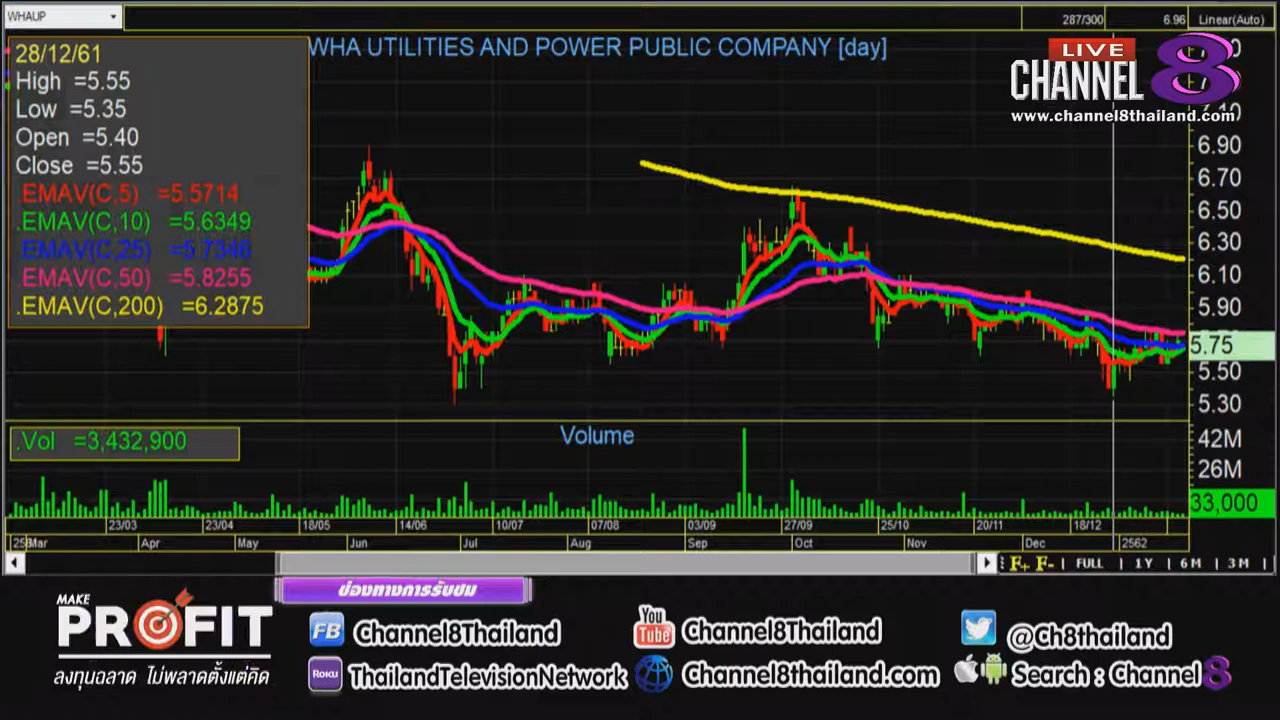 WHAUP
287/300
6.96
Linear(Auto)
WHA UTILITIES AND POWER PUBLIC COMPANY [day]
28/12/61
High =5.55
Low =5.35
Open =5.40
Close =5.55
.EMAV(C,5) =5.5714
.EMAV(C,10) =5.6349
.EMAV(C,25) =5.7346
.EMAV(C,50) =5.8255
.EMAV(C,200) =6.2875
LIVE
CHANNEL 8
www.channel8thailand.com
6.90
6.70
6.50
6.30
6.10
5.90
5.75
5.50
5.30
.Vol =3,432,900
Volume
42M
26M
33,000
23/03 23/04 18/05 14/06 10/07 07/08 03/09 27/09 25/10 20/11 18/12
Mar Apr May Jun Jul Aug Sep Oct Nov Dec 2562
F+ F- FULL 1Y 6M 3M
ช่องทางการรับชม
MAKE
PROFIT
ลงทุนฉลาด ไม่พลาดตั้งแต่คิด
FB Channel8Thailand
You Tube Channel8Thailand
@Ch8thailand
Roku ThailandTelevisionNetwork
Channel8thailand.com
Search : Channel 8